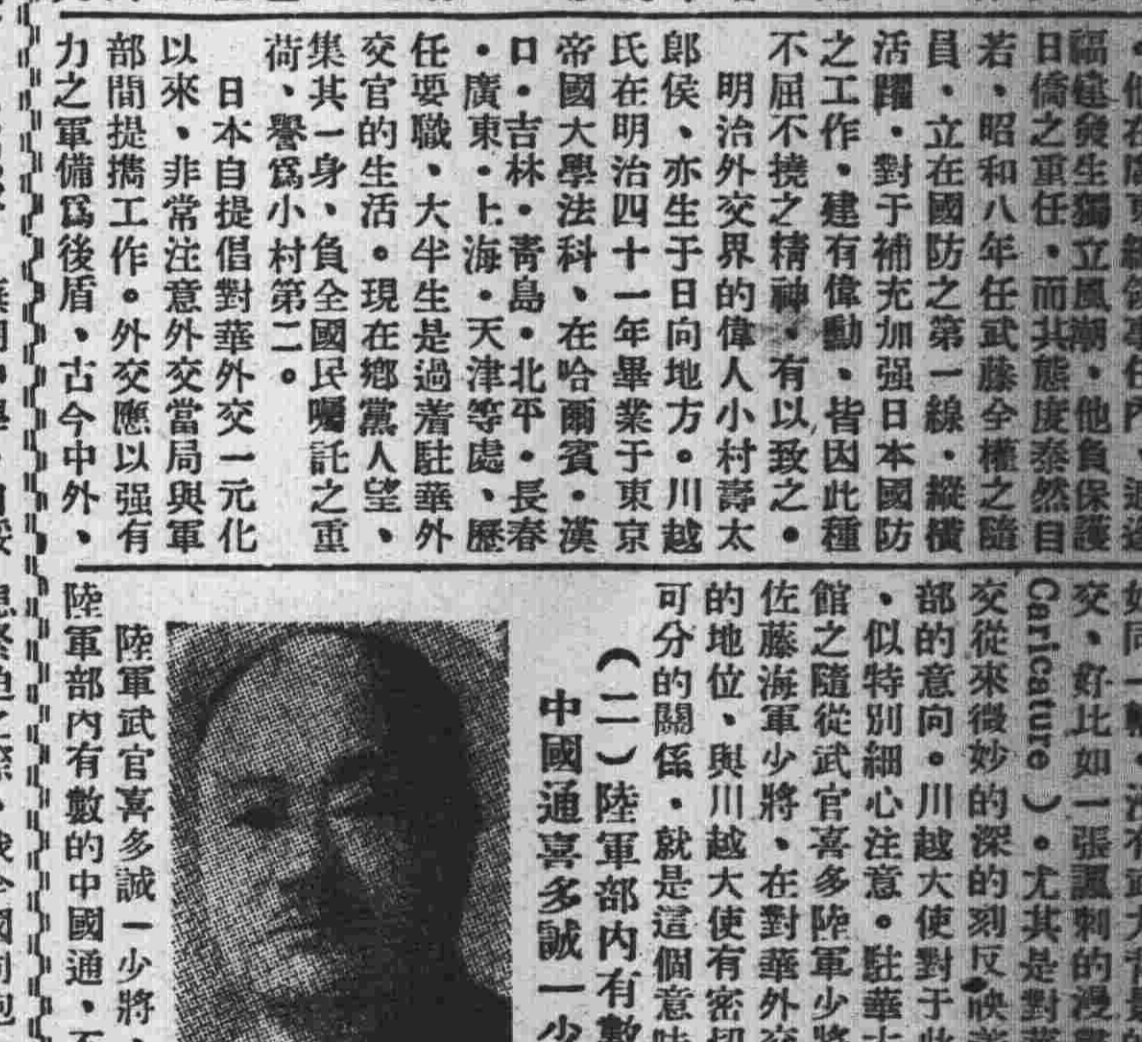 福建發生獨立風潮、他負保護
日僑之重任、而其態度泰然自
若、昭和八年任武藤全權之隨
員、立在國防之第一線、縱橫
活躍、對于補充加强日本國防
之工作、建有偉勳、皆因此種
不屈不撓之精神、有以致之。
明治外交界的偉人小村壽太
郎侯、亦生于日向地方。川越
氏在明治四十一年畢業于東京
帝國大學法科、在哈爾賓・漢
口・吉林・靑島・北平・長春
・廣東・上海・天津等處、歷
任要職、大半生是過着駐華外
交官的生活。現在鄉黨人望、
集其一身、負全國民囑託之重
荷、譽爲小村第二。
日本自提倡對華外交一元化
以來、非常注意外交當局與軍
部間提攜工作。外交應以强有
力之軍備爲後盾、古今中外、
交、好比如一張諷刺的漫
Caricature）。尤其是對
交從來微妙的深的刻反映
部的意向。川越大使對于
、似特別細心注意。駐華
館之隨從武官喜多陸軍少
佐藤海軍少將、在對華外
的地位、與川越大使有密
可分的關係・就是這個意
（二）陸軍部內有
中國通喜多誠一
陸軍武官喜多誠一少將、
陸軍部內有數的中國通、